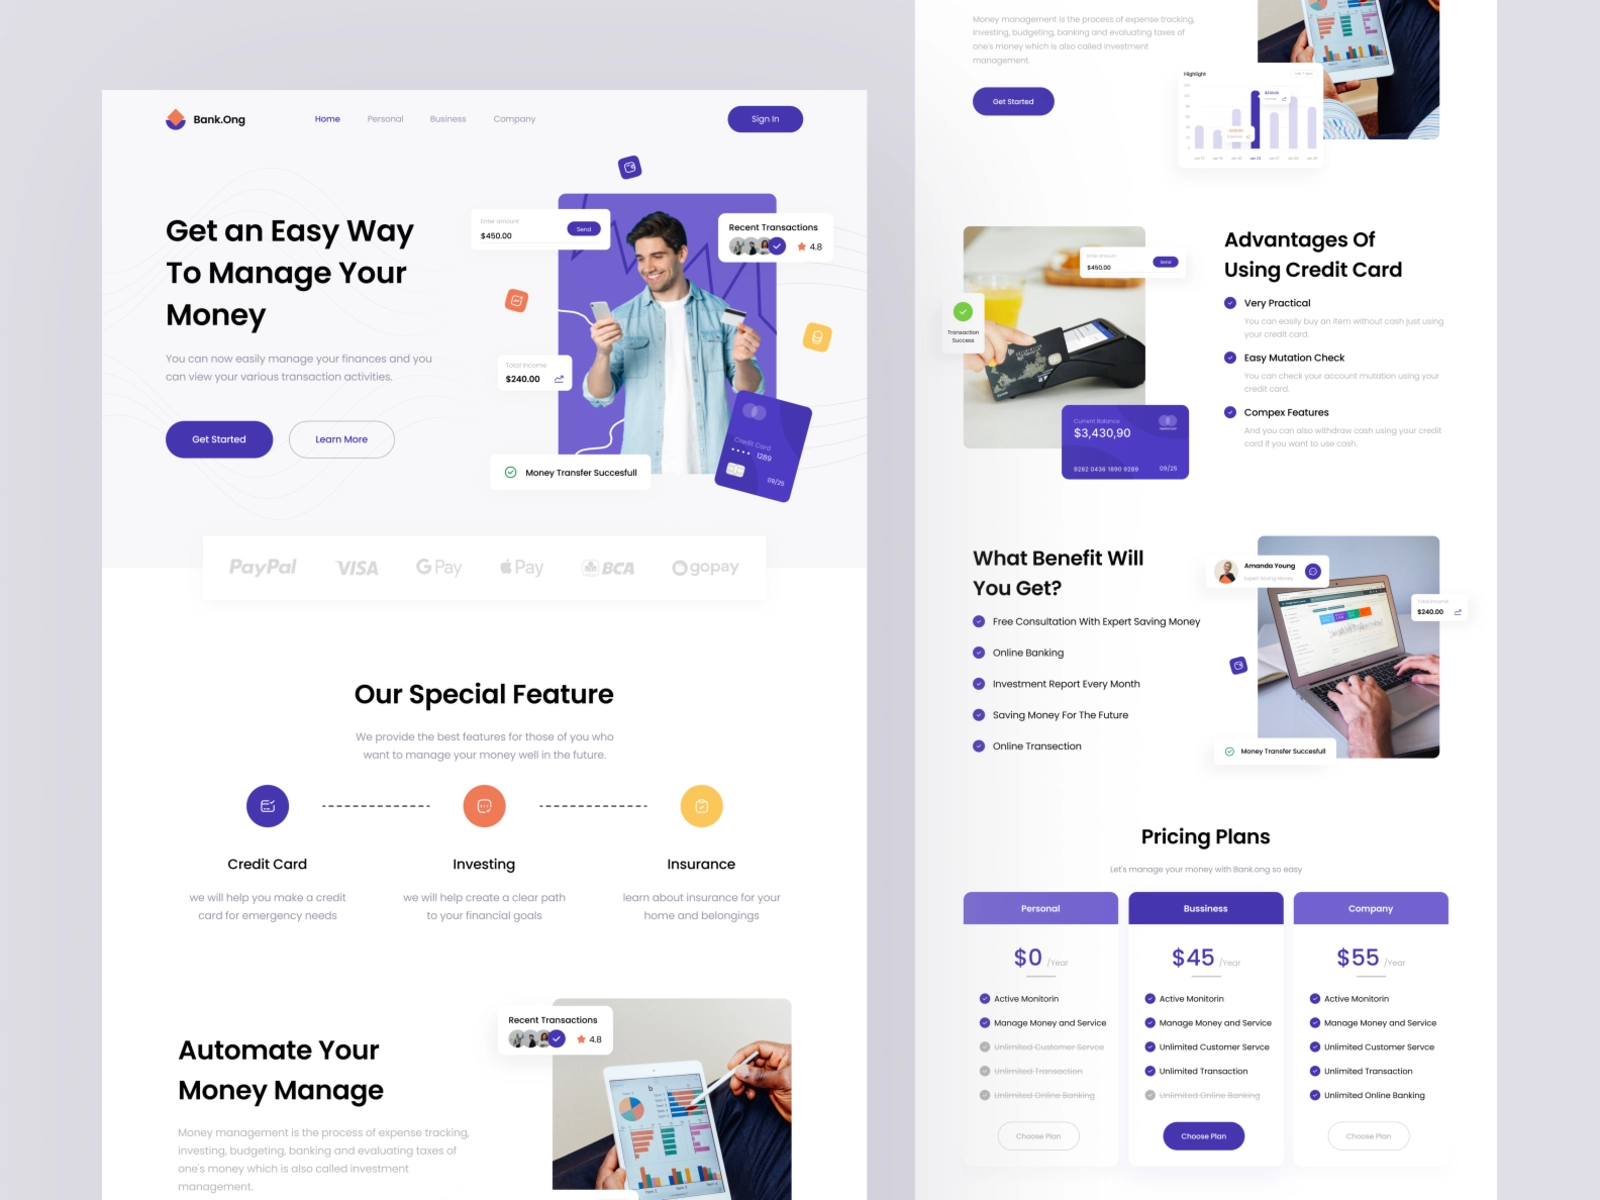 Bank.Ong
Home
Personal
Business
Company
Sign In
Get an Easy Way
To Manage Your
Money
You can now easily manage your finances and you
can view your various transaction activities.
Get Started
Learn More
Enter amount
$450.00
Send
Recent Transactions
4.8
Total Income
$240.00
Credit Card
1289
09/25
Money Transfer Succesfull
PayPal
VISA
G Pay
Pay
BCA
gopay
Our Special Feature
We provide the best features for those of you who
want to manage your money well in the future.
Credit Card
we will help you make a credit
card for emergency needs
Investing
we will help create a clear path
to your financial goals
Insurance
learn about insurance for your
home and belongings
Automate Your
Money Manage
Money management is the process of expense tracking,
investing, budgeting, banking and evaluating taxes of
one's money which is also called investment
management.
Recent Transactions
4.8
Money management is the process of expense tracking,
investing, budgeting, banking and evaluating taxes of
one's money which is also called investment
management.
Get Started
Highlight
Enter amount
$450.00
Send
Transaction
Success
Current Balance
$3,430,90
9282 0436 1890 9289
09/25
Advantages Of
Using Credit Card
Very Practical
You can easily buy an item without cash just using
your credit card.
Easy Mutation Check
You can check your account mutation using your
credit card.
Compex Features
And you can also withdraw cash using your credit
card if you want to use cash.
What Benefit Will
You Get?
Free Consultation With Expert Saving Money
Online Banking
Investment Report Every Month
Saving Money For The Future
Online Transection
Amanda Young
Expert Saving Money
Total Income
$240.00
Money Transfer Succesfull
Pricing Plans
Let's manage your money with Bank.ong so easy
Personal
$0 /Year
Active Monitorin
Manage Money and Service
Unlimited Customer Servce
Unlimited Transaction
Unlimited Online Banking
Choose Plan
Bussiness
$45 /Year
Active Monitorin
Manage Money and Service
Unlimited Customer Servce
Unlimited Transaction
Unlimited Online Banking
Choose Plan
Company
$55 /Year
Active Monitorin
Manage Money and Service
Unlimited Customer Servce
Unlimited Transaction
Unlimited Online Banking
Choose Plan